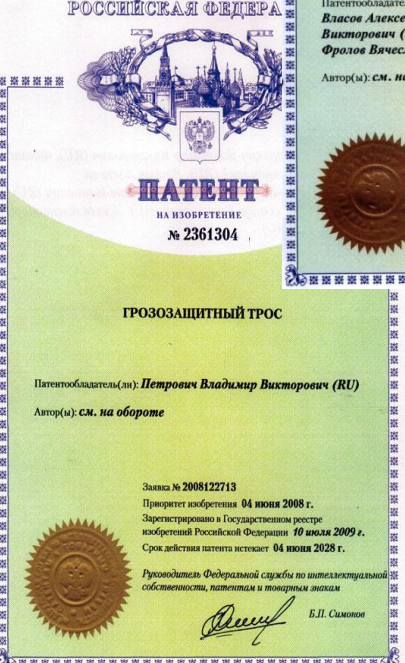 РОССИЙСКАЯ ФЕДЕРА
ПАТЕНТ
НА ИЗОБРЕТЕНИЕ
№ 2361304
ГРОЗОЗАЩИТНЫЙ ТРОС
Патентообладатель(ли): Петрович Владимир Викторович (RU)
Автор(ы): см. на обороте
Заявка № 2008122713
Приоритет изобретения 04 июня 2008 г.
Зарегистрировано в Государственном реестре
изобретений Российской Федерации 10 июля 2009 г.
Срок действия патента истекает 04 июня 2028 г.
Руководитель Федеральной службы по интеллектуальной
собственности, патентам и товарным знакам
Б.П. Симонов
Патентообладате
Власов Алексе
Викторович (
Фролов Вячес
Автор(ы): см. на